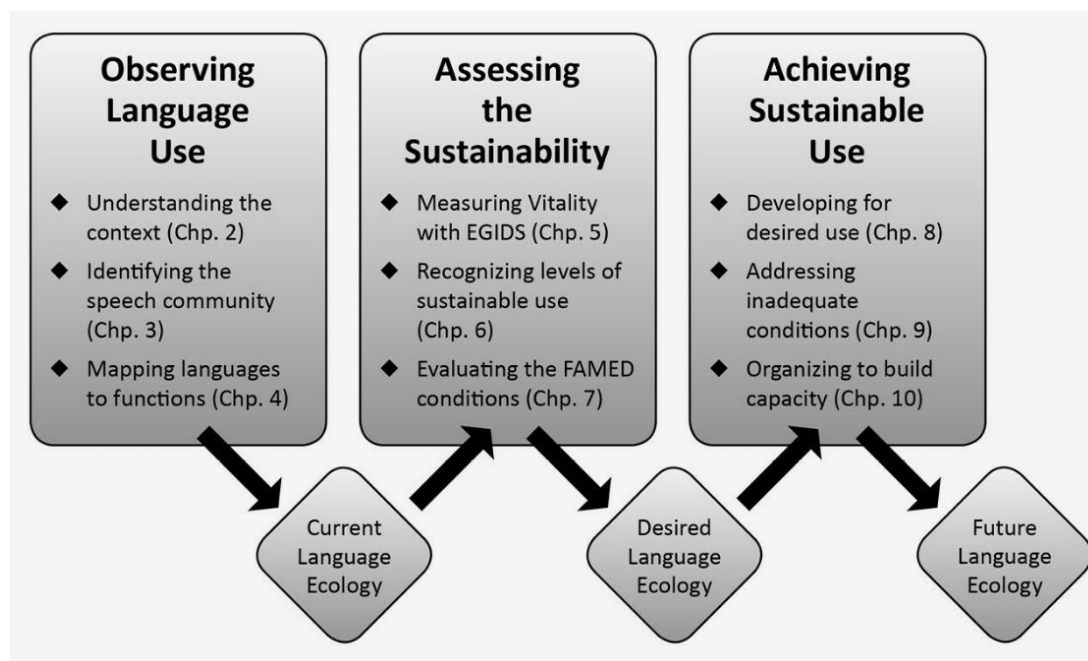 Observing
Language
Use
◆ Understanding the
context (Chp. 2)
◆ Identifying the
speech community
(Chp. 3)
◆ Mapping languages
to functions (Chp. 4)
Assessing
the
Sustainability
◆ Measuring Vitality
with EGIDS (Chp. 5)
◆ Recognizing levels of
sustainable use
(Chp. 6)
◆ Evaluating the FAMED
conditions (Chp. 7)
Achieving
Sustainable
Use
◆ Developing for
desired use (Chp. 8)
◆ Addressing
inadequate
conditions (Chp. 9)
◆ Organizing to build
capacity (Chp. 10)
Current
Language
Ecology
Desired
Language
Ecology
Future
Language
Ecology